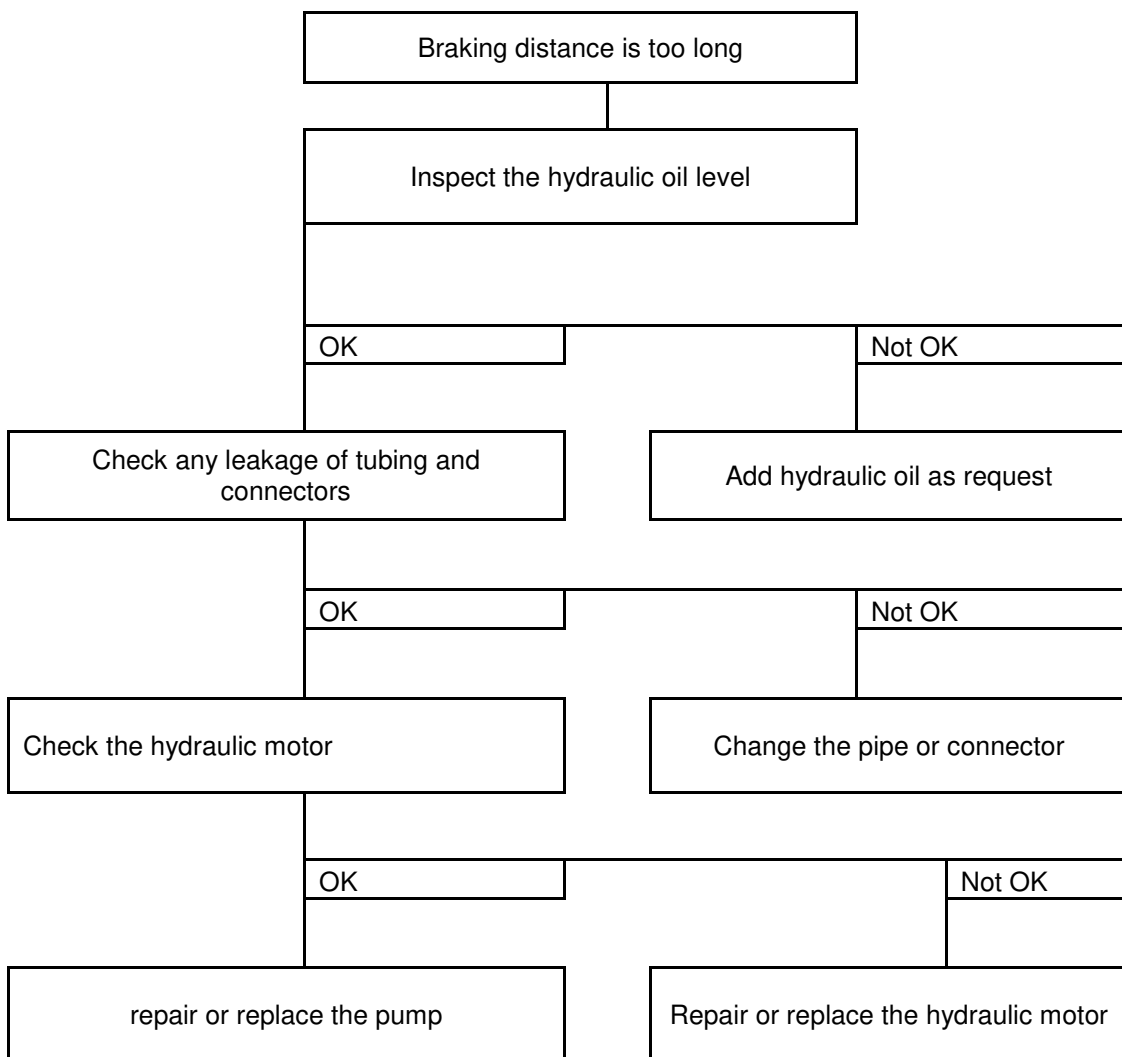 Braking distance is too long
Inspect the hydraulic oil level
OK
Not OK
Check any leakage of tubing and
connectors
Add hydraulic oil as request
OK
Not OK
Check the hydraulic motor
Change the pipe or connector
OK
Not OK
repair or replace the pump
Repair or replace the hydraulic motor